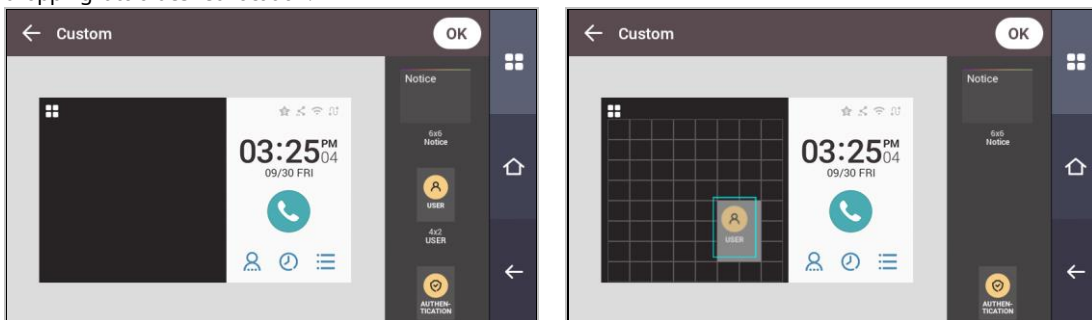 Custom
OK
Notice
6x6
Notice
03:25PM
04
09/30 FRI
USER
4x2
USER
AUTHEN-
TICATION
Custom
OK
Notice
6x6
Notice
03:25PM
04
09/30 FRI
USER
AUTHEN-
TICATION